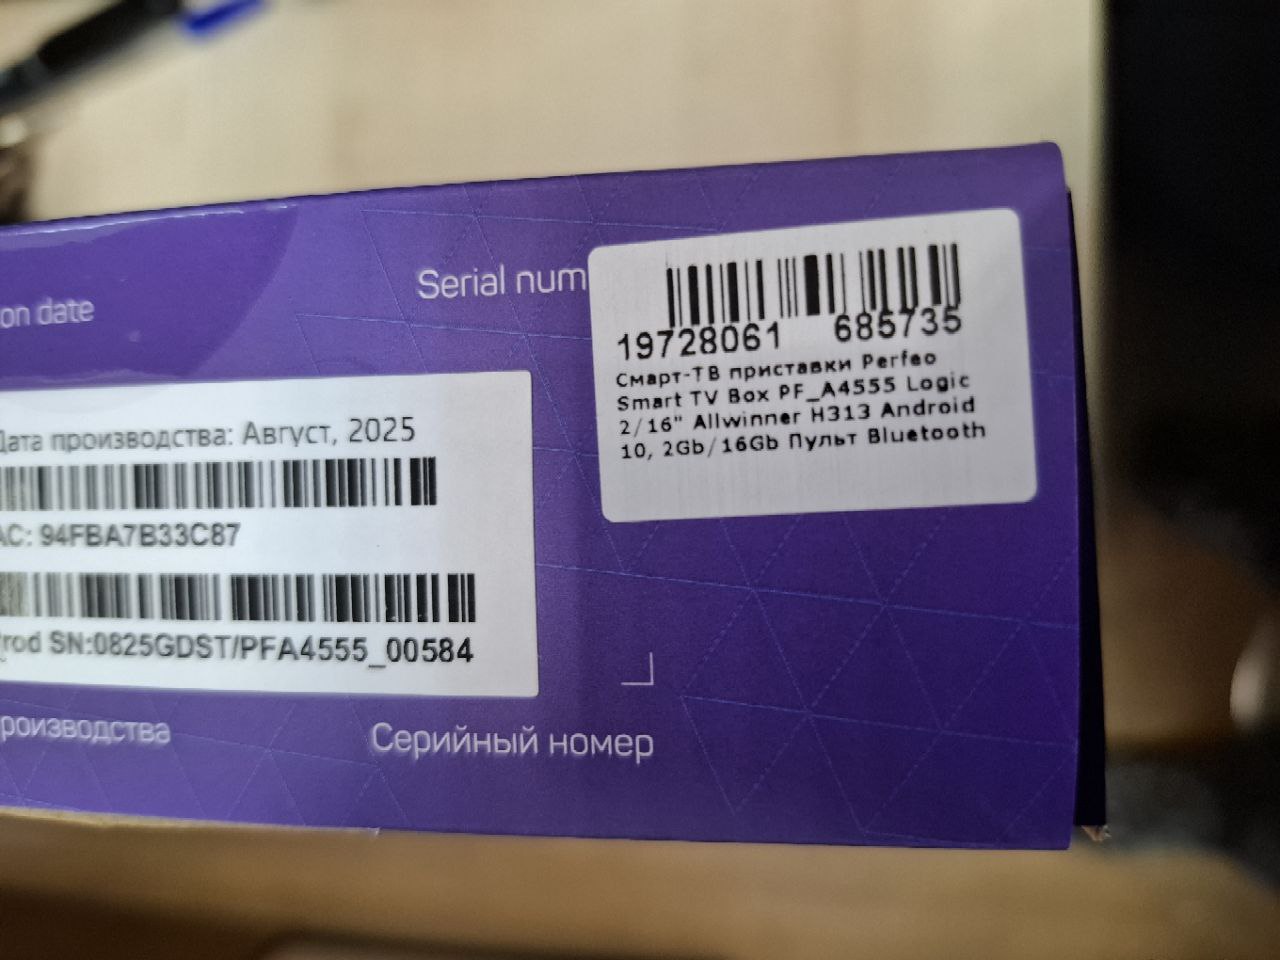 on date
Serial num
19728061 685735
Смарт-ТВ приставки Perfeo
Smart TV Box PF_A4555 Logic
2/16" Allwinner H313 Android
10, 2Gb/16Gb Пульт Bluetooth
Дата производства: Август, 2025
AC: 94FBA7B33C87
rod SN:0825GDST/PFA4555_00584
производства
Серийный номер